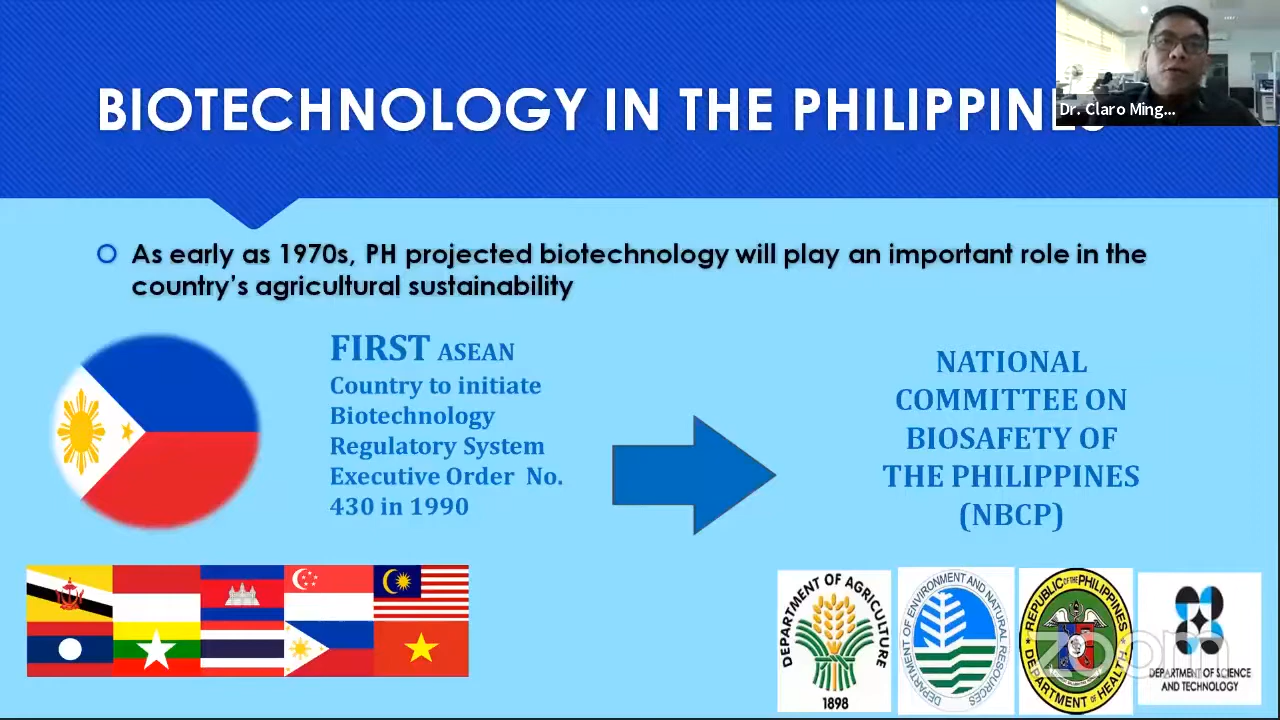 BIOTECHNOLOGY IN THE PHILIPPINES
Dr. Claro Ming...
As early as 1970s, PH projected biotechnology will play an important role in the
country's agricultural sustainability
FIRST ASEAN
Country to initiate
Biotechnology
Regulatory System
Executive Order No.
430 in 1990
NATIONAL
COMMITTEE ON
BIOSAFETY OF
THE PHILIPPINES
(NBCP)
DEPARTMENT OF AGRICULTURE
1898
DEPARTMENT OF ENVIRONMENT AND NATURAL RESOURCES
REPUBLIC OF THE PHILIPPINES
DEPARTMENT OF HEALTH
DEPARTMENT OF SCIENCE
AND TECHNOLOGY
zoom